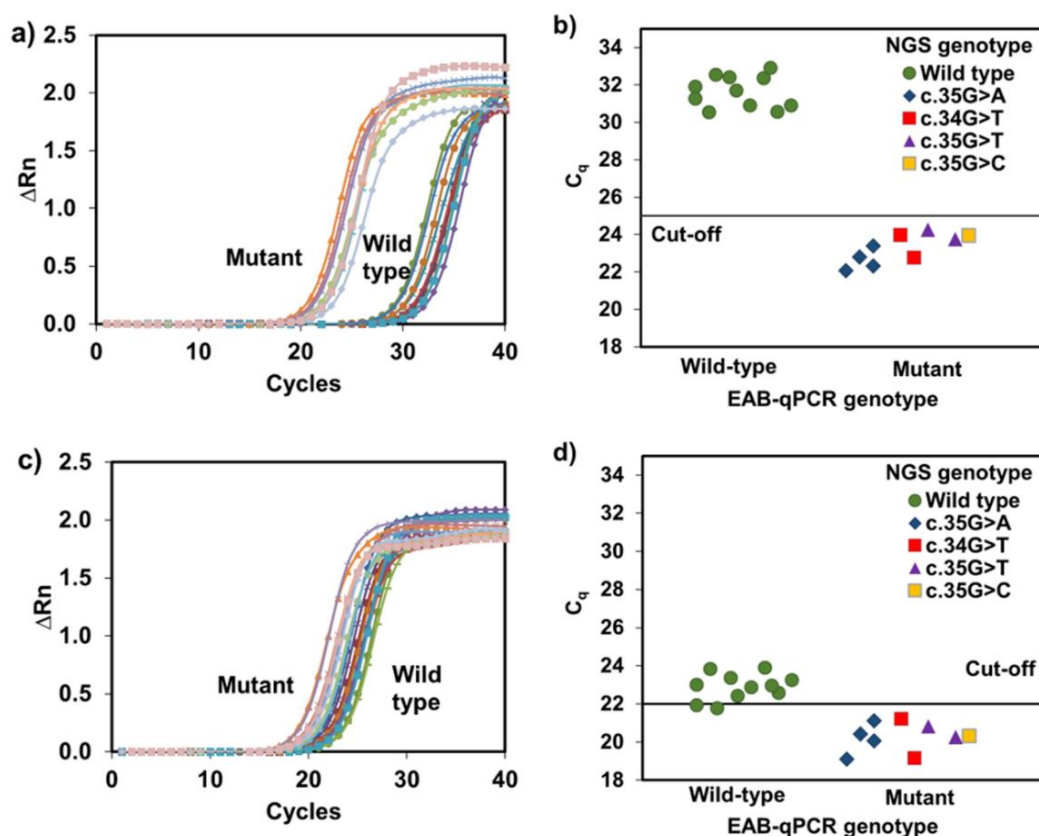 a)
2.5
2.0
1.5
1.0
0.5
0.0
ΔRn
Mutant
Wild
type
0
10
20
30
40
Cycles
b)
34
32
30
28
26
24
22
20
18
Cq
NGS genotype
Wild type
c.35G>A
c.34G>T
c.35G>T
c.35G>C
Cut-off
Wild-type
Mutant
EAB-qPCR genotype
c)
2.5
2.0
1.5
1.0
0.5
0.0
ΔRn
Mutant
Wild
type
0
10
20
30
40
Cycles
d)
34
32
30
28
26
24
22
20
18
Cq
NGS genotype
Wild type
c.35G>A
c.34G>T
c.35G>T
c.35G>C
Cut-off
Wild-type
Mutant
EAB-qPCR genotype